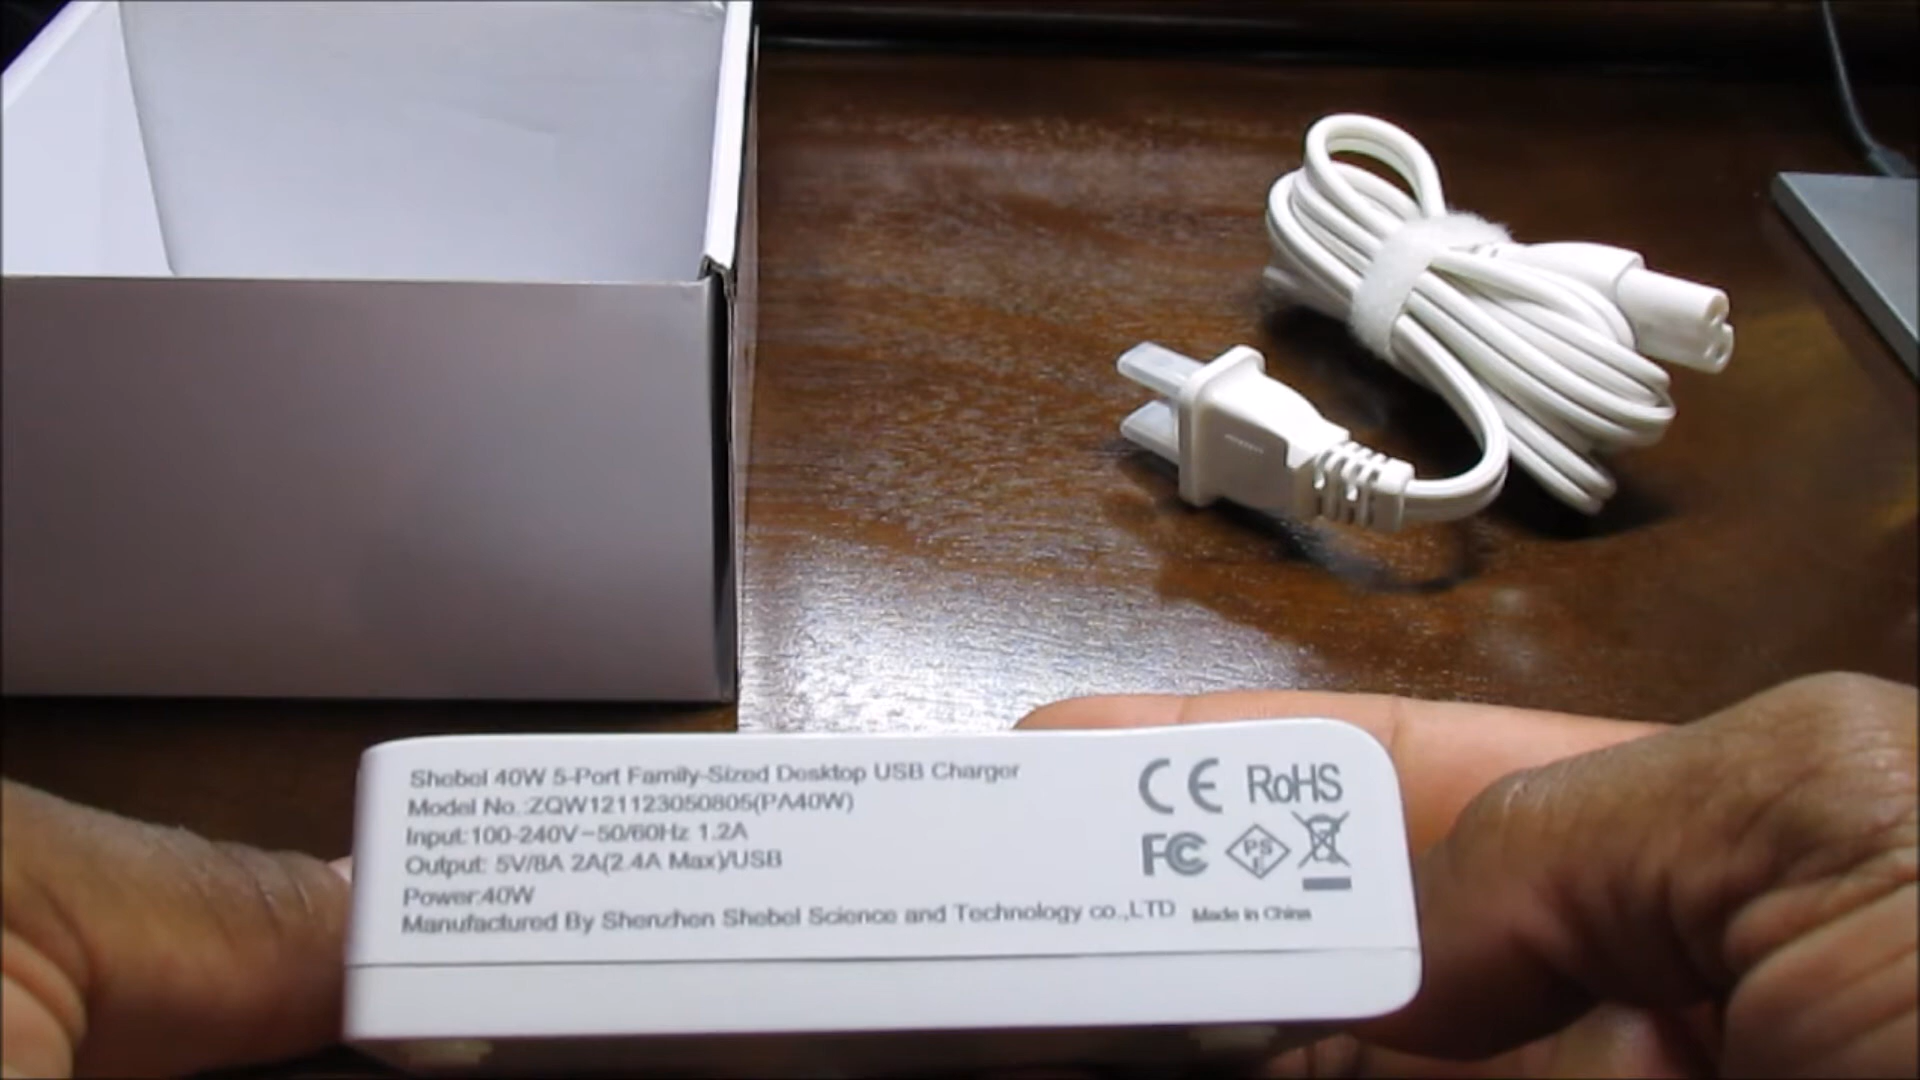 Shebel 40W 5-Port Family-Sized Desktop USB Charger
Model No.:ZQW121123050805(PA40W)
Input:100-240V~50/60Hz 1.2A
Output: 5V/8A 2A(2.4A Max)/USB
Power:40W
Manufactured By Shenzhen Shebel Science and Technology co.,LTD Made in China
CE RoHS
FC PS E